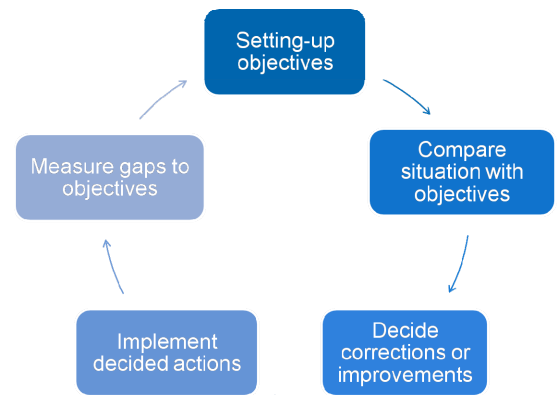 Setting-up
objectives
Compare
situation with
objectives
Decide
corrections or
improvements
Implement
decided actions
Measure gaps to
objectives